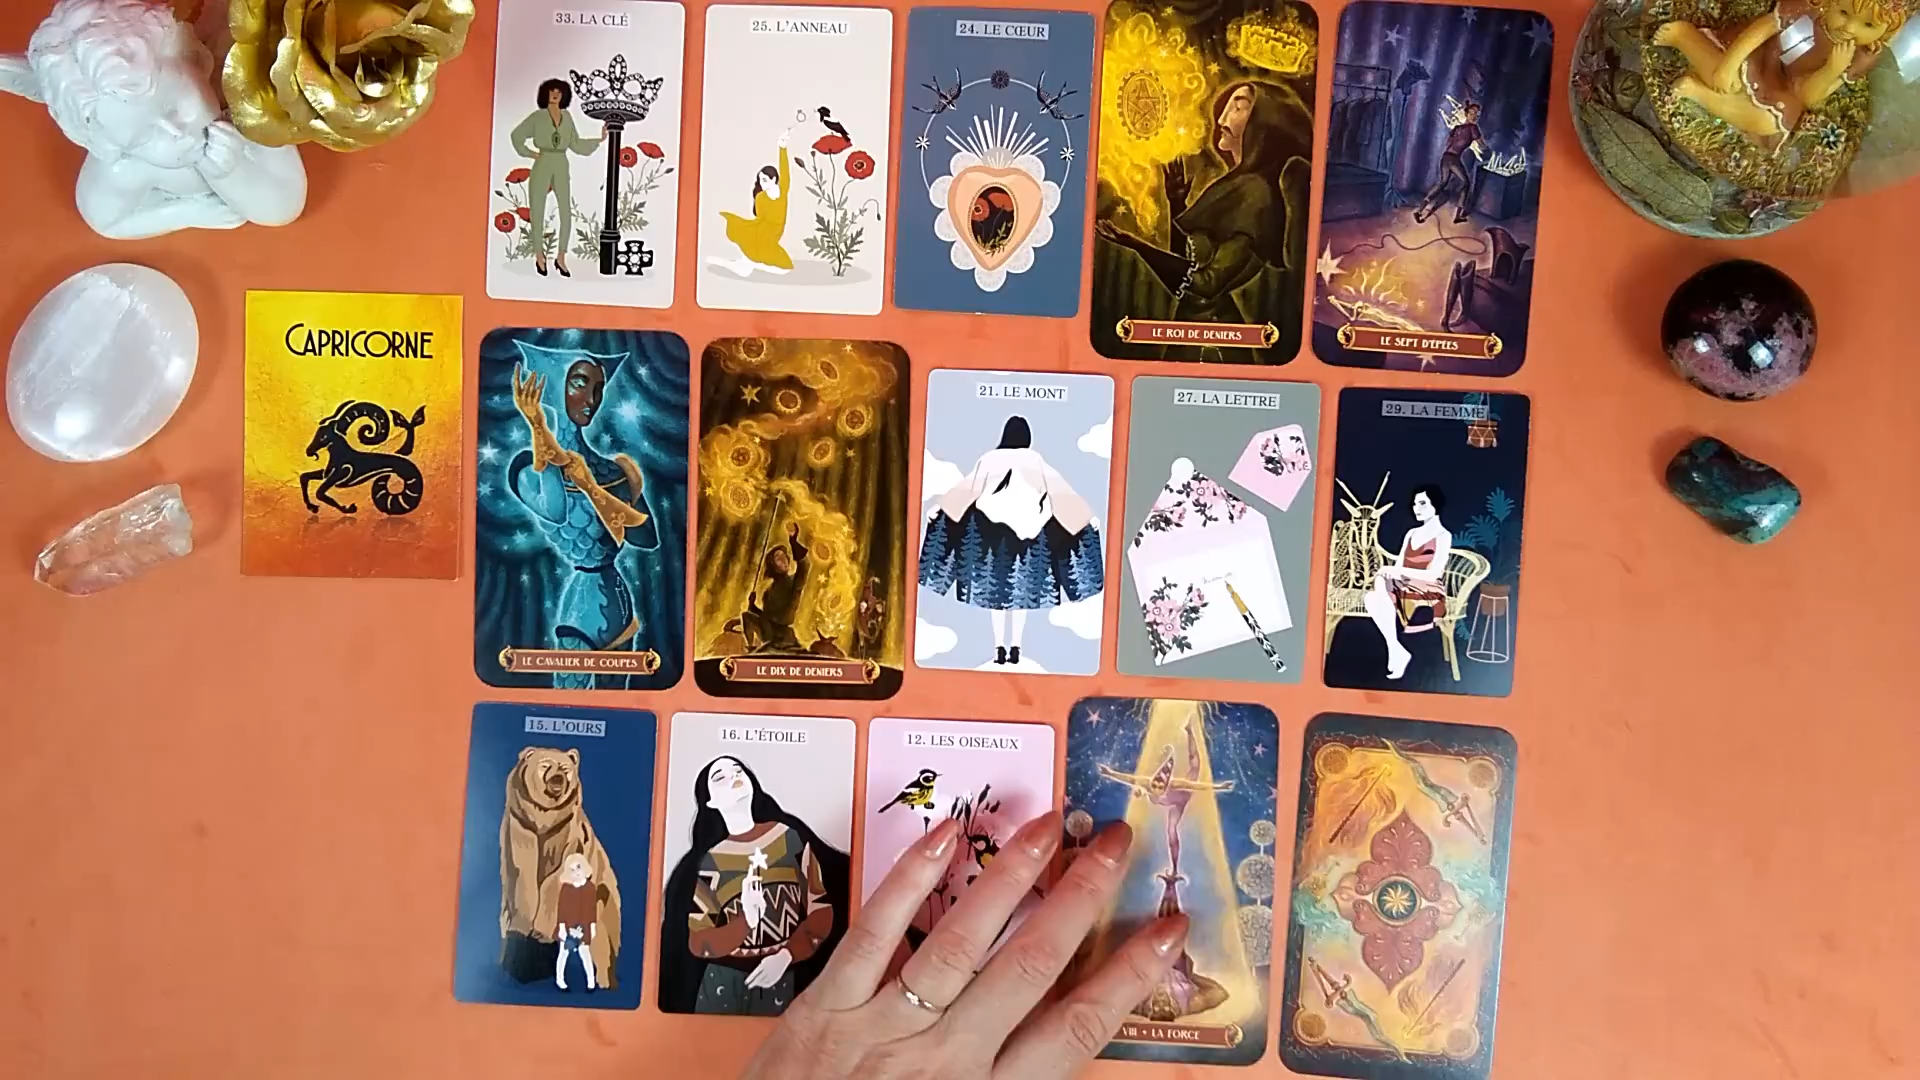 33. LA CLÉ
25. L'ANNEAU
24. LE CŒUR
LE ROI DE DENIERS
LE SEPT D'ÉPÉES
CAPRICORNE
LE CAVALIER DE COUPES
LE DIX DE DENIERS
21. LE MONT
27. LA LETTRE
29. LA FEMME
15. L'OURS
16. L'ÉTOILE
12. LES OISEAUX
VIII • LA FORCE